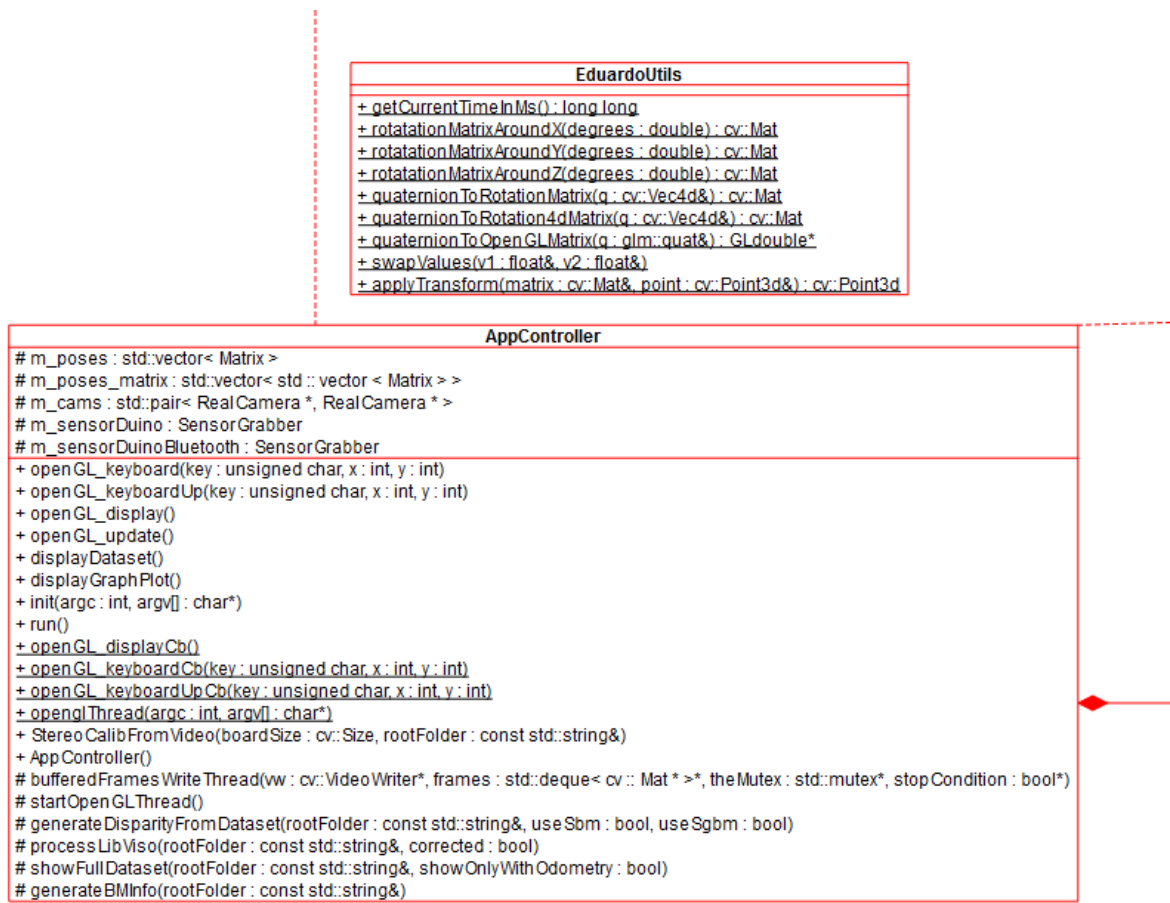 EduardoUtils
+ getCurrentTimeInMs() : long long
+ rotatationMatrixAroundX(degrees : double) : cv::Mat
+ rotatationMatrixAroundY(degrees : double) : cv::Mat
+ rotatationMatrixAroundZ(degrees : double) : cv::Mat
+ quaternionToRotationMatrix(q : cv::Vec4d&) : cv::Mat
+ quaternionToRotation4dMatrix(q : cv::Vec4d&) : cv::Mat
+ quaternionToOpenGLMatrix(q : glm::quat&) : GLdouble*
+ swapValues(v1 : float&, v2 : float&)
+ applyTransform(matrix : cv::Mat&, point : cv::Point3d&) : cv::Point3d
AppController
# m_poses : std::vector< Matrix >
# m_poses_matrix : std::vector< std :: vector < Matrix > >
# m_cams : std::pair< RealCamera *, RealCamera * >
# m_sensorDuino : SensorGrabber
# m_sensorDuinoBluetooth : SensorGrabber
+ openGL_keyboard(key : unsigned char, x : int, y : int)
+ openGL_keyboardUp(key : unsigned char, x : int, y : int)
+ openGL_display()
+ openGL_update()
+ displayDataset()
+ displayGraphPlot()
+ init(argc : int, argv[] : char*)
+ run()
+ openGL_displayCb()
+ openGL_keyboardCb(key : unsigned char, x : int, y : int)
+ openGL_keyboardUpCb(key : unsigned char, x : int, y : int)
+ openglThread(argc : int, argv[] : char*)
+ StereoCalibFromVideo(boardSize : cv::Size, rootFolder : const std::string&)
+ AppController()
# bufferedFramesWriteThread(vw : cv::VideoWriter*, frames : std::deque< cv :: Mat * >*, theMutex : std::mutex*, stopCondition : bool*)
# startOpenGLThread()
# generateDisparityFromDataset(rootFolder : const std::string&, useSbm : bool, useSgbm : bool)
# processLibViso(rootFolder : const std::string&, corrected : bool)
# showFullDataset(rootFolder : const std::string&, showOnlyWithOdometry : bool)
# generateBMInfo(rootFolder : const std::string&)